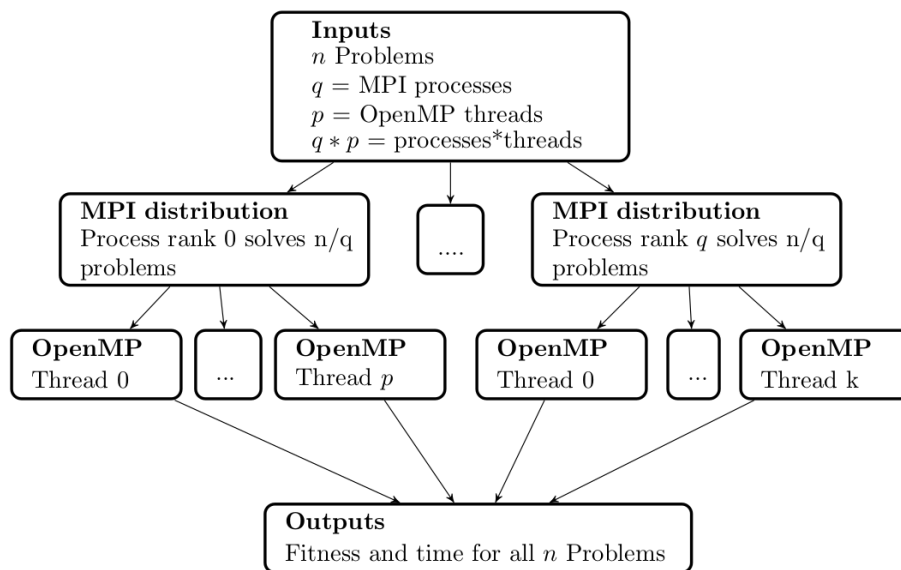 Inputs
n Problems
q = MPI processes
p = OpenMP threads
q * p = processes*threads
MPI distribution
Process rank 0 solves n/q
problems
....
MPI distribution
Process rank q solves n/q
problems
OpenMP
Thread 0
...
OpenMP
Thread p
OpenMP
Thread 0
...
OpenMP
Thread k
Outputs
Fitness and time for all n Problems